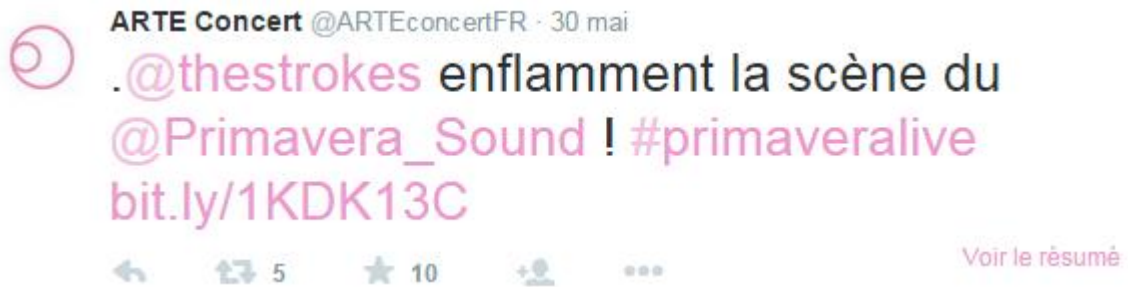 ARTE Concert @ARTEconcertFR · 30 mai
.@thestrokes enflamment la scène du
@Primavera_Sound ! #primaveralive
bit.ly/1KDK13C
5 10 Voir le résumé